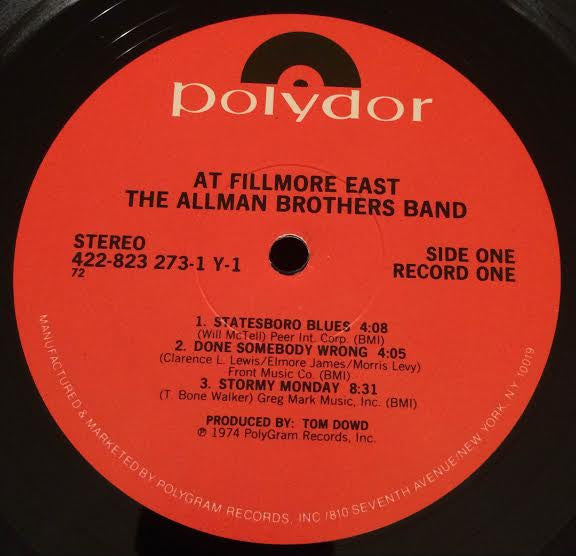 polydor
AT FILLMORE EAST
THE ALLMAN BROTHERS BAND
STEREO
422-823 273-1 Y-1
72
SIDE ONE
RECORD ONE
1. STATESBORO BLUES 4:08
(Will McTell) Peer Int. Corp. (BMI)
2. DONE SOMEBODY WRONG 4:05
(Clarence L. Lewis/Elmore James/Morris Levy)
Front Music Co. (BMI)
3. STORMY MONDAY 8:31
(T. Bone Walker) Greg Mark Music, Inc. (BMI)
PRODUCED BY: TOM DOWD
℗ 1974 PolyGram Records, Inc.
MANUFACTURED & MARKETED BY POLYGRAM RECORDS, INC /810 SEVENTH AVENUE/NEW YORK, NY 10019